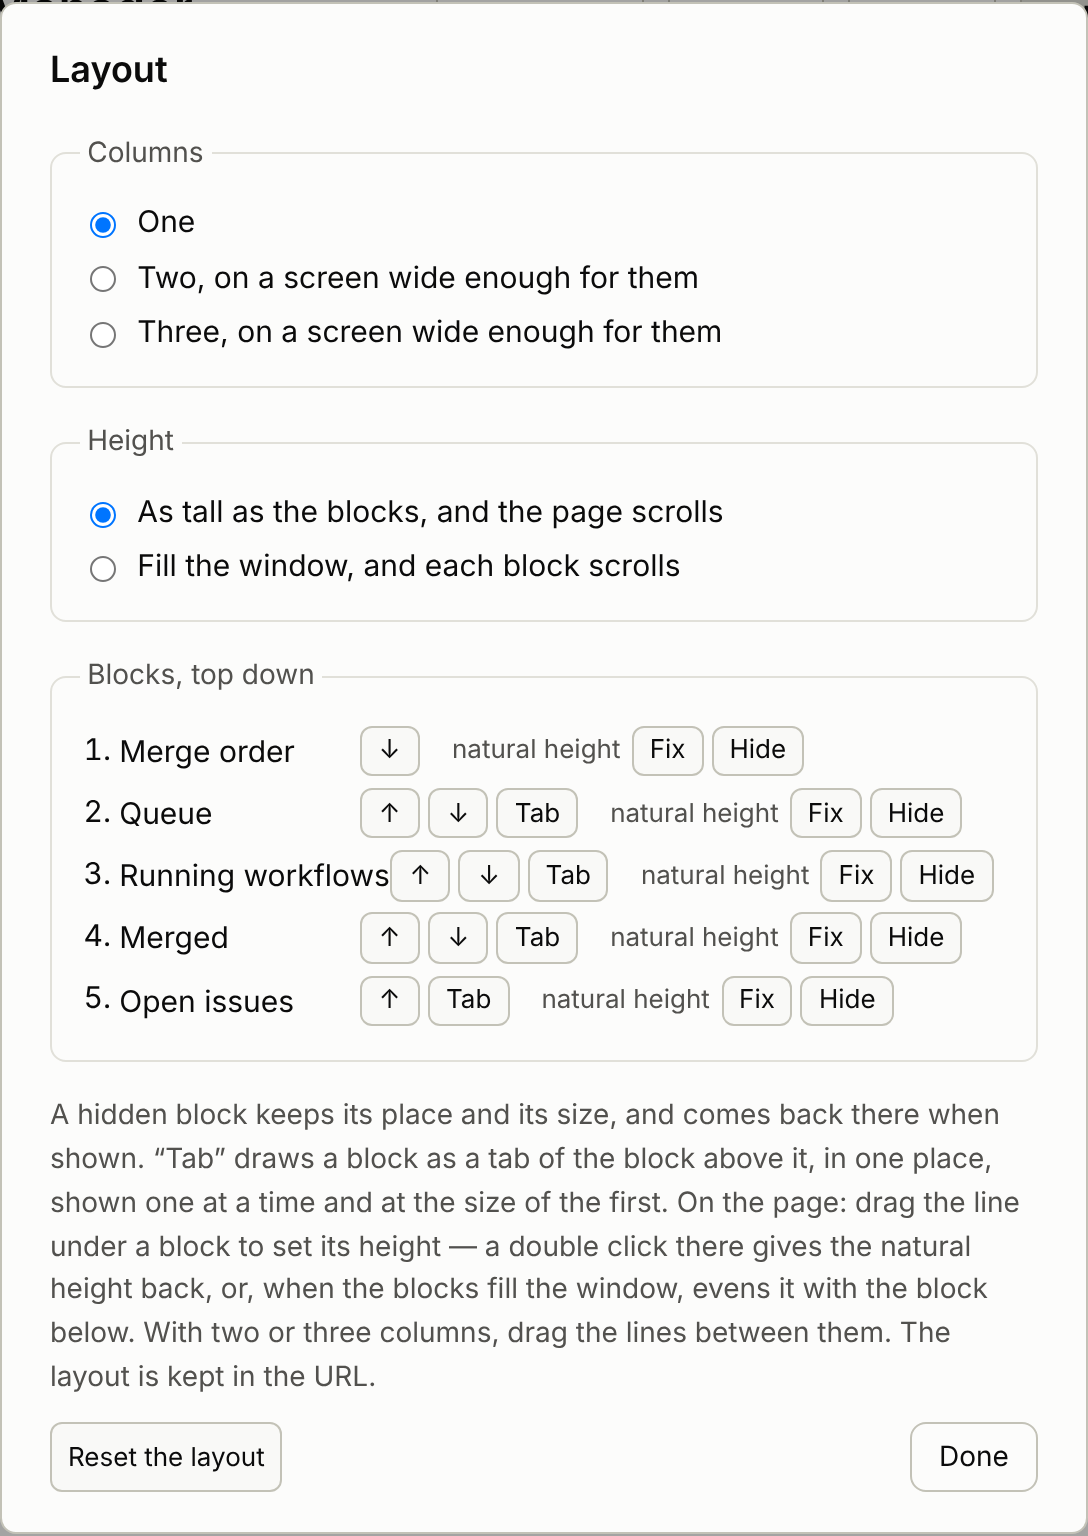 Layout
Columns
One
Two, on a screen wide enough for them
Three, on a screen wide enough for them
Height
As tall as the blocks, and the page scrolls
Fill the window, and each block scrolls
Blocks, top down
1. Merge order ↓ natural height Fix Hide
2. Queue ↑ ↓ Tab natural height Fix Hide
3. Running workflows ↑ ↓ Tab natural height Fix Hide
4. Merged ↑ ↓ Tab natural height Fix Hide
5. Open issues ↑ Tab natural height Fix Hide
A hidden block keeps its place and its size, and comes back there when
shown. “Tab” draws a block as a tab of the block above it, in one place,
shown one at a time and at the size of the first. On the page: drag the line
under a block to set its height — a double click there gives the natural
height back, or, when the blocks fill the window, evens it with the block
below. With two or three columns, drag the lines between them. The
layout is kept in the URL.
Reset the layout Done